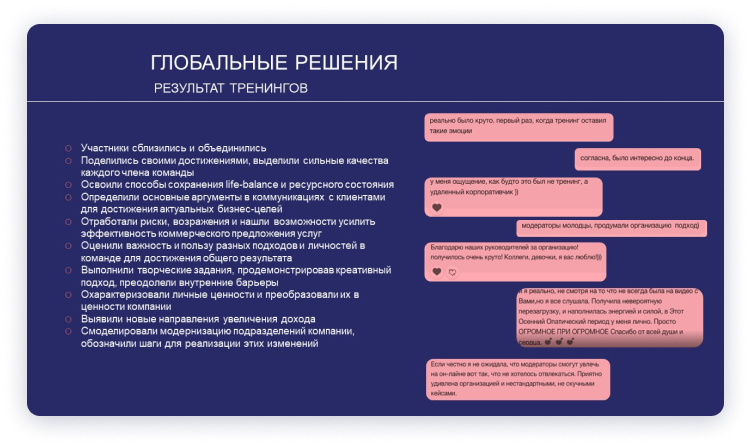 ГЛОБАЛЬНЫЕ РЕШЕНИЯ
РЕЗУЛЬТАТ ТРЕНИНГОВ
Участники сблизились и объединились
Поделились своими достижениями, выделили сильные качества
каждого члена команды
Освоили способы сохранения life-balance и ресурсного состояния
Определили основные аргументы в коммуникациях с клиентами
для достижения актуальных бизнес-целей
Отработали риски, возражения и нашли возможности усилить
эффективность коммерческого предложения услуг
Оценили важность и пользу разных подходов и личностей в
команде для достижения общего результата
Выполнили творческие задания, продемонстрировав креативный
подход, преодолели внутренние барьеры
Охарактеризовали личные ценности и преобразовали их в
ценности компании
Выявили новые направления увеличения дохода
Смоделировали модернизацию подразделений компании,
обозначили шаги для реализации этих изменений
реально было круто. первый раз, когда тренинг оставил
такие эмоции
согласна, было интересно до конца.
у меня ощущение, как будто это был не тренинг, а
удаленный корпоративчик ))
модераторы молодцы, продумали организацию подход)
Благодарю наших руководителей за организацию!
получилось очень круто! Коллеги, девочки, я вас люблю!))
и я реально, не смотря на то что не всегда была на видео с
Вами,но я все слушала. Получила невероятную
перезагрузку, и наполнилась энергией и силой, в Этот
Осенний Опатический период у меня лично. Просто
ОГРОМНОЕ ПРИ ОГРОМНОЕ Спасибо от всей души и
сердца.
Если честно я не ожидала, что модераторы смогут увлечь
на он-лайне вот так, что не хотелось отвлекаться. Приятно
удивлена организацией и нестандартными, не скучными
кейсами.